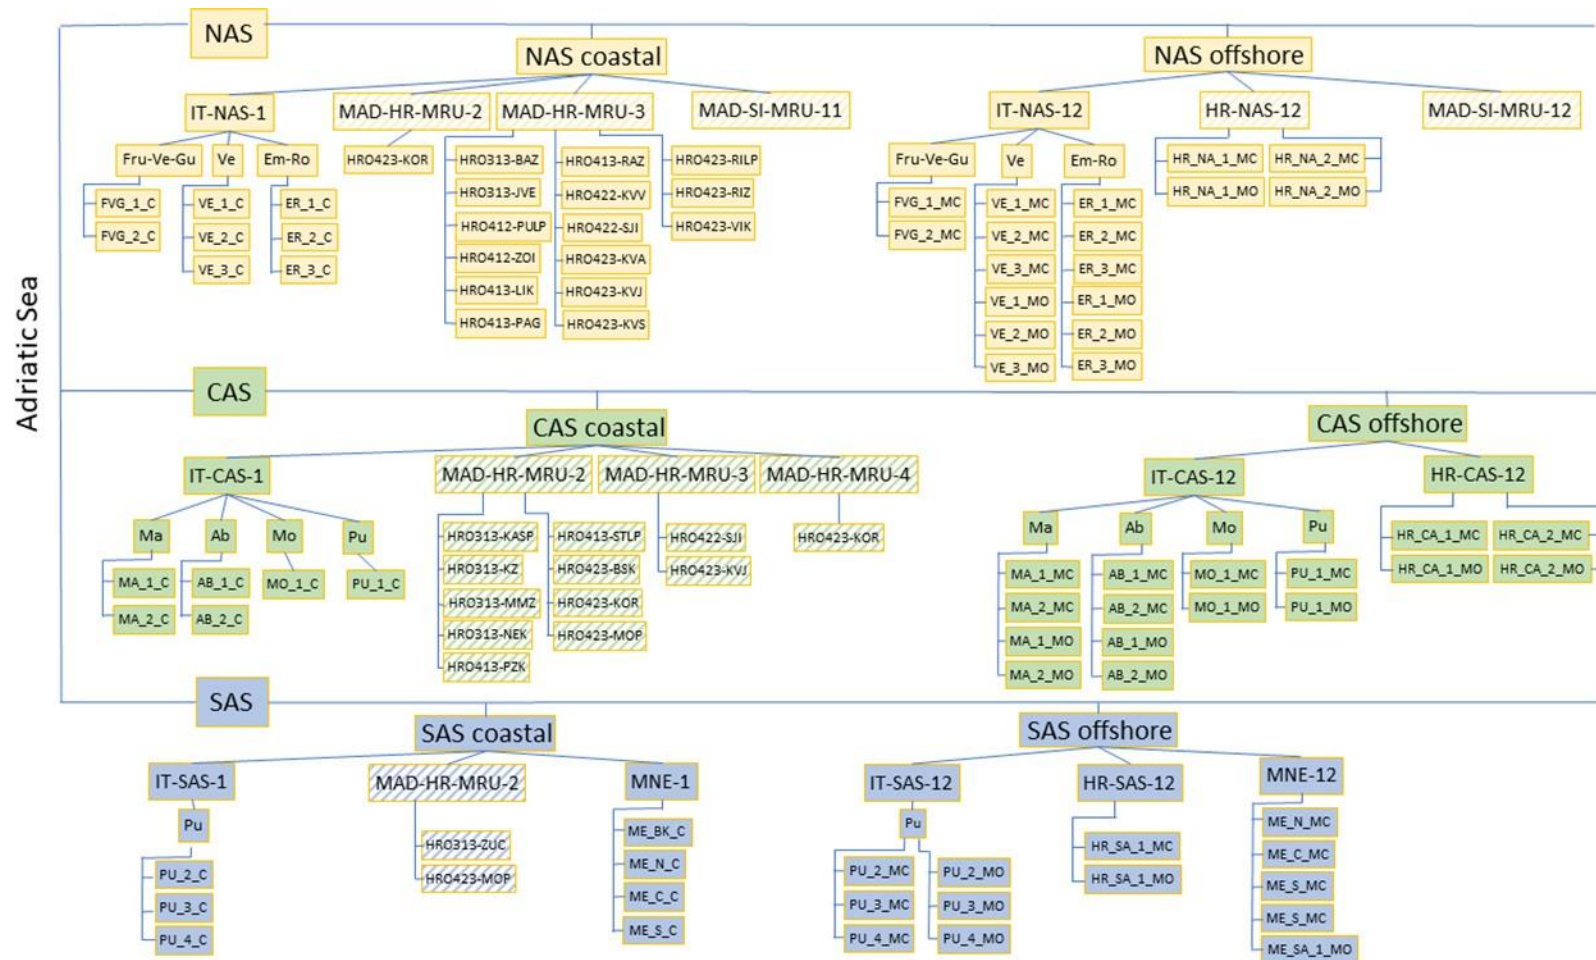 Adriatic Sea
NAS
NAS coastal
NAS offshore
IT-NAS-1
MAD-HR-MRU-2
MAD-HR-MRU-3
MAD-SI-MRU-11
IT-NAS-12
HR-NAS-12
MAD-SI-MRU-12
Fru-Ve-Gu
Ve
Em-Ro
FVG_1_C
FVG_2_C
VE_1_C
VE_2_C
VE_3_C
ER_1_C
ER_2_C
ER_3_C
HRO423-KOR
HRO313-BAZ
HRO313-JVE
HRO412-PULP
HRO412-ZOI
HRO413-LIK
HRO413-PAG
HRO413-RAZ
HRO422-KVV
HRO422-SJI
HRO423-KVA
HRO423-KVJ
HRO423-KVS
HRO423-RILP
HRO423-RIZ
HRO423-VIK
Fru-Ve-Gu
Ve
Em-Ro
FVG_1_MC
FVG_2_MC
VE_1_MC
VE_2_MC
VE_3_MC
VE_1_MO
VE_2_MO
VE_3_MO
ER_1_MC
ER_2_MC
ER_3_MC
ER_1_MO
ER_2_MO
ER_3_MO
HR_NA_1_MC
HR_NA_1_MO
HR_NA_2_MC
HR_NA_2_MO
CAS
CAS coastal
CAS offshore
IT-CAS-1
MAD-HR-MRU-2
MAD-HR-MRU-3
MAD-HR-MRU-4
IT-CAS-12
HR-CAS-12
Ma
Ab
Mo
Pu
MA_1_C
MA_2_C
AB_1_C
AB_2_C
MO_1_C
PU_1_C
HRO313-KASP
HRO313-KZ
HRO313-MMZ
HRO313-NEK
HRO413-PZK
HRO413-STLP
HRO423-BSK
HRO423-KOR
HRO423-MOP
HRO422-SJI
HRO423-KVJ
HRO423-KOR
Ma
Ab
Mo
Pu
MA_1_MC
MA_2_MC
MA_1_MO
MA_2_MO
AB_1_MC
AB_2_MC
AB_1_MO
AB_2_MO
MO_1_MC
MO_1_MO
PU_1_MC
PU_1_MO
HR_CA_1_MC
HR_CA_1_MO
HR_CA_2_MC
HR_CA_2_MO
SAS
SAS coastal
SAS offshore
IT-SAS-1
MAD-HR-MRU-2
MNE-1
IT-SAS-12
HR-SAS-12
MNE-12
Pu
PU_2_C
PU_3_C
PU_4_C
HRO313-ZUC
HRO423-MOP
ME_BK_C
ME_N_C
ME_C_C
ME_S_C
Pu
PU_2_MC
PU_3_MC
PU_4_MC
PU_2_MO
PU_3_MO
PU_4_MO
HR_SA_1_MC
HR_SA_1_MO
ME_N_MC
ME_C_MC
ME_S_MC
ME_S_MC
ME_SA_1_MO